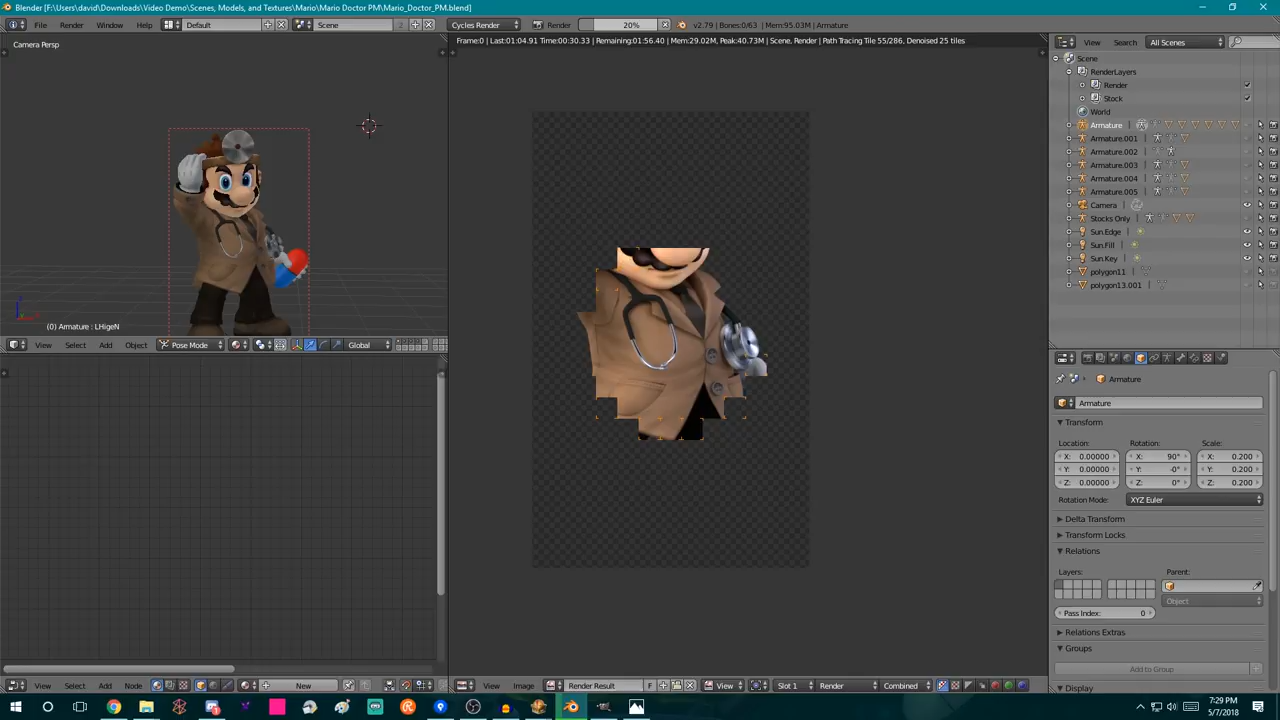 Blender [F:\Users\david\Downloads\Video Demo\Scenes, Models, and Textures\Mario\Mario Doctor PM\Mario_Doctor_PM.blend]
File Render Window Help Default Scene 2 Cycles Render Render 20% v2.79 | Bones:0/63 | Mem:95.03M | Armature
Camera Persp
Frame:0 | Last:01:04.91 Time:00:30.33 | Remaining:01:56.40 | Mem:29.02M, Peak:40.73M | Scene, Render | Path Tracing Tile 55/286, Denoised 25 tiles
View Search All Scenes
Scene
RenderLayers
Render
Stock
World
Armature
Armature.001
Armature.002
Armature.003
Armature.004
Armature.005
Camera
Stocks Only
Sun.Edge
Sun.Fill
Sun.Key
polygon11
polygon13.001
(0) Armature : LHigeN
View Select Add Object Pose Mode Global
Armature
Armature
Transform
Location: Rotation: Scale:
X: 0.00000 X: 90° X: 0.200
Y: 0.00000 Y: -0° Y: 0.200
Z: 0.00000 Z: 0° Z: 0.200
Rotation Mode: XYZ Euler
Delta Transform
Transform Locks
Relations
Layers: Parent:
Object
Pass Index: 0
Relations Extras
Groups
Add to Group
Display
View Select Add Node New
View Image Render Result F View Slot 1 Render Combined
7:29 PM
5/7/2018